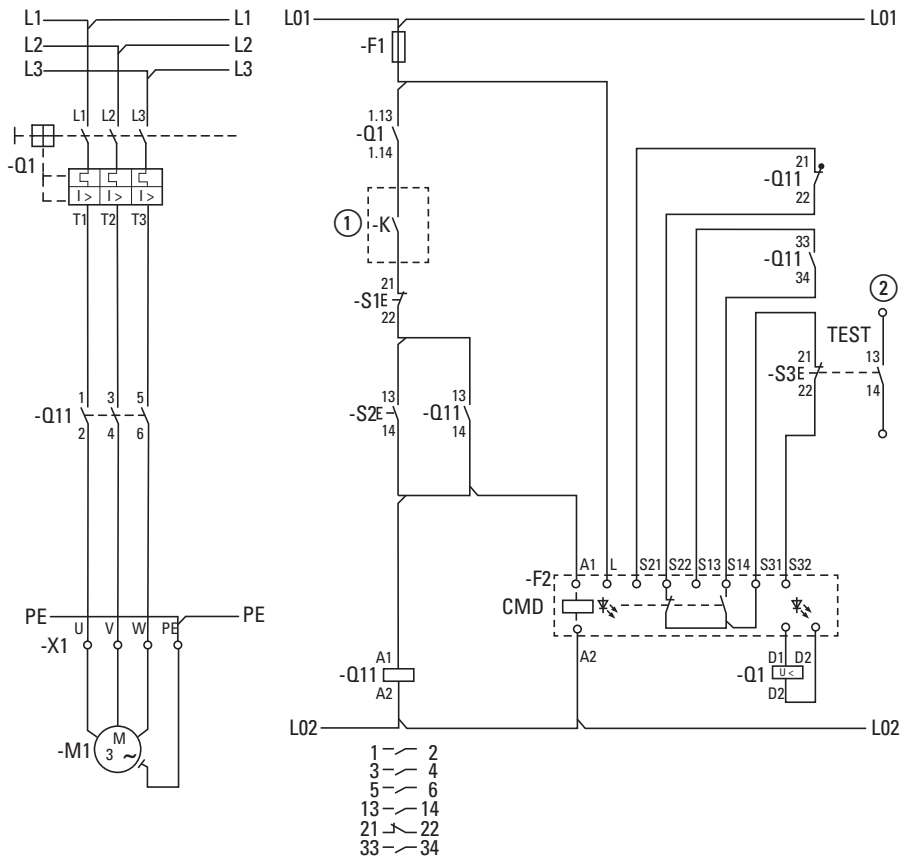 L1 L1
L2 L2
L3 L3
L1 L2 L3
-Q1
I > I > I >
T1 T2 T3
1 3 5
-Q11
2 4 6
PE PE
U V W PE
-X1
-M1
M
3 ~
L01 L01
-F1
1.13
-Q1
1.14
1
-K
21
-S1E
22
13 13
-S2E -Q11
14 14
21
-Q11
22
33
-Q11
34
2
TEST
21 13
-S3E
22 14
A1 L S21 S22 S13 S14 S31 S32
-F2
CMD
A2
D1 D2
-Q1 U <
D2
A1
-Q11
A2
L02 L02
1 2
3 4
5 6
13 14
21 22
33 34